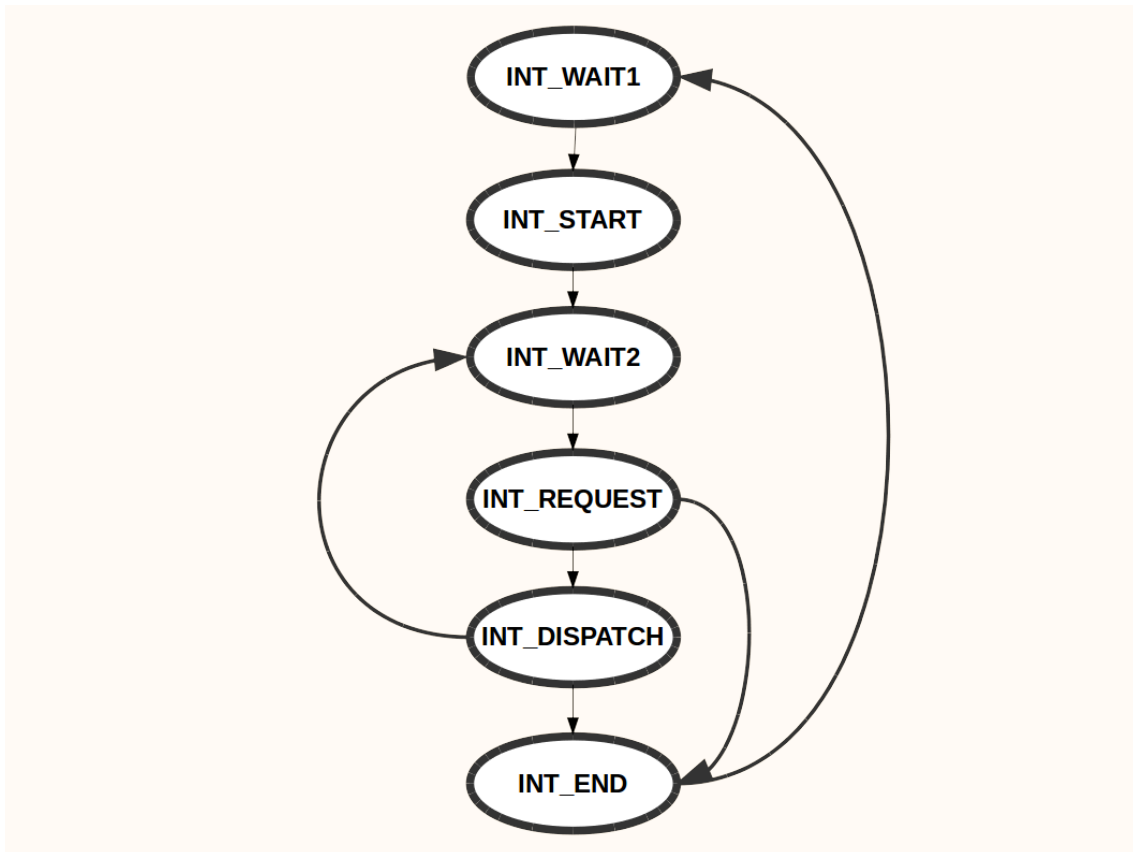 INT_WAIT1
INT_START
INT_WAIT2
INT_REQUEST
INT_DISPATCH
INT_END